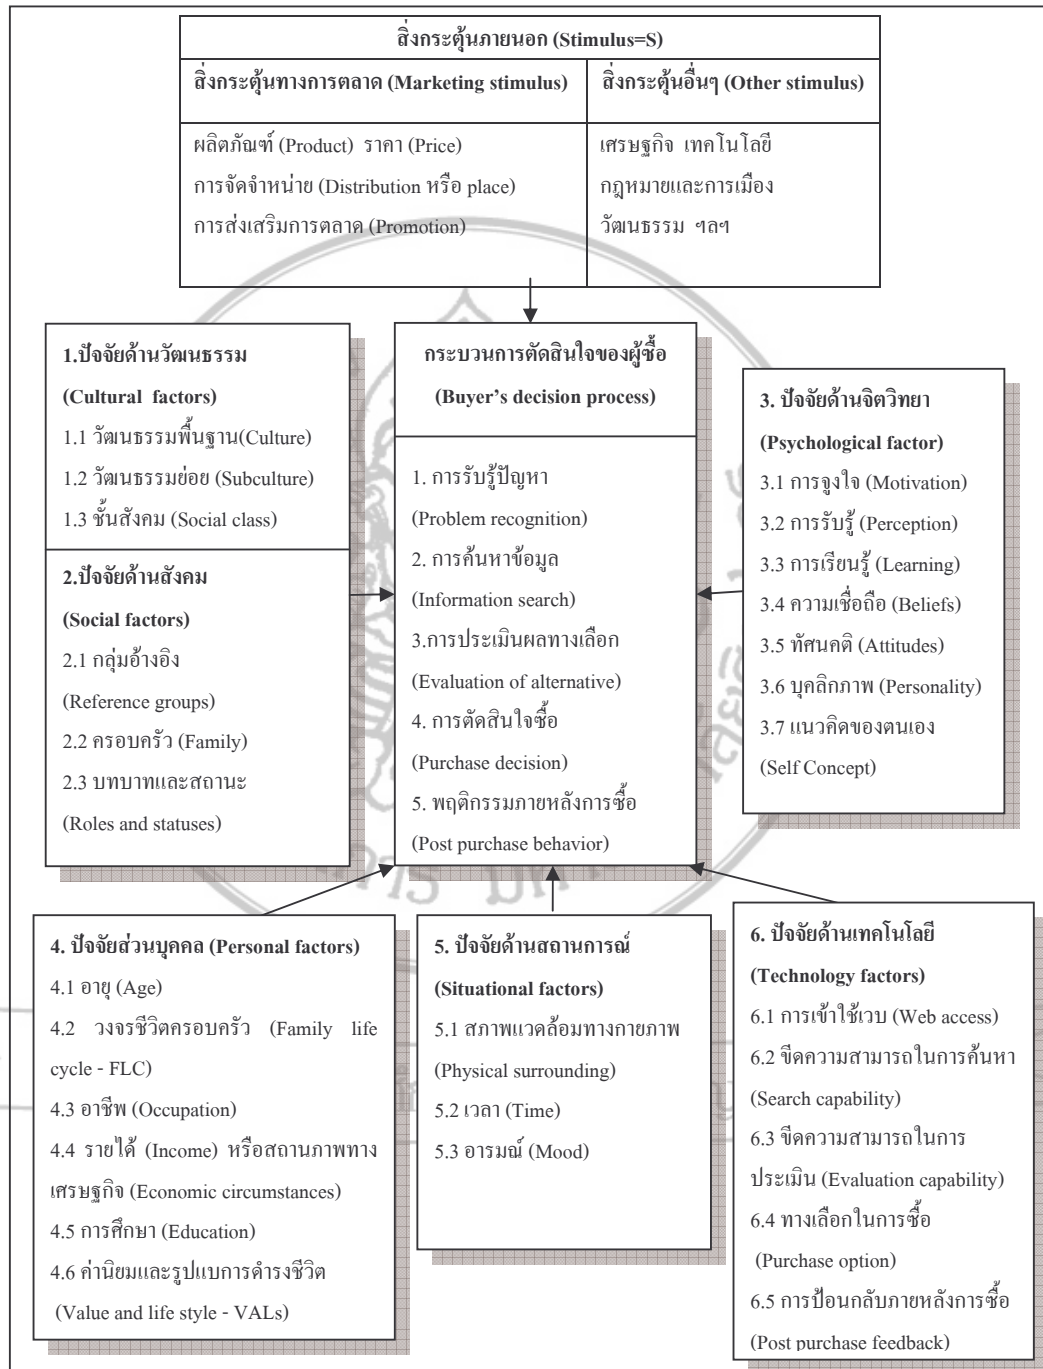 สิ่งกระตุ้นภายนอก (Stimulus=S)
สิ่งกระตุ้นทางการตลาด (Marketing stimulus)
สิ่งกระตุ้นอื่นๆ (Other stimulus)
ผลิตภัณฑ์ (Product) ราคา (Price)
การจัดจำหน่าย (Distribution หรือ place)
การส่งเสริมการตลาด (Promotion)
เศรษฐกิจ เทคโนโลยี
กฎหมายและการเมือง
วัฒนธรรม ฯลฯ
1.ปัจจัยด้านวัฒนธรรม
(Cultural factors)
1.1 วัฒนธรรมพื้นฐาน(Culture)
1.2 วัฒนธรรมย่อย (Subculture)
1.3 ชั้นสังคม (Social class)
2.ปัจจัยด้านสังคม
(Social factors)
2.1 กลุ่มอ้างอิง
(Reference groups)
2.2 ครอบครัว (Family)
2.3 บทบาทและสถานะ
(Roles and statuses)
กระบวนการตัดสินใจของผู้ซื้อ
(Buyer’s decision process)
1. การรับรู้ปัญหา
(Problem recognition)
2. การค้นหาข้อมูล
(Information search)
3.การประเมินผลทางเลือก
(Evaluation of alternative)
4. การตัดสินใจซื้อ
(Purchase decision)
5. พฤติกรรมภายหลังการซื้อ
(Post purchase behavior)
3. ปัจจัยด้านจิตวิทยา
(Psychological factor)
3.1 การจูงใจ (Motivation)
3.2 การรับรู้ (Perception)
3.3 การเรียนรู้ (Learning)
3.4 ความเชื่อถือ (Beliefs)
3.5 ทัศนคติ (Attitudes)
3.6 บุคลิกภาพ (Personality)
3.7 แนวคิดของตนเอง
(Self Concept)
4. ปัจจัยส่วนบุคคล (Personal factors)
4.1 อายุ (Age)
4.2 วงจรชีวิตครอบครัว (Family life
cycle - FLC)
4.3 อาชีพ (Occupation)
4.4 รายได้ (Income) หรือสถานภาพทาง
เศรษฐกิจ (Economic circumstances)
4.5 การศึกษา (Education)
4.6 ค่านิยมและรูปแบบการดำรงชีวิต
(Value and life style - VALs)
5. ปัจจัยด้านสถานการณ์
(Situational factors)
5.1 สภาพแวดล้อมทางกายภาพ
(Physical surrounding)
5.2 เวลา (Time)
5.3 อารมณ์ (Mood)
6. ปัจจัยด้านเทคโนโลยี
(Technology factors)
6.1 การเข้าใช้เวบ (Web access)
6.2 ขีดความสามารถในการค้นหา
(Search capability)
6.3 ขีดความสามารถในการ
ประเมิน (Evaluation capability)
6.4 ทางเลือกในการซื้อ
(Purchase option)
6.5 การป้อนกลับภายหลังการซื้อ
(Post purchase feedback)